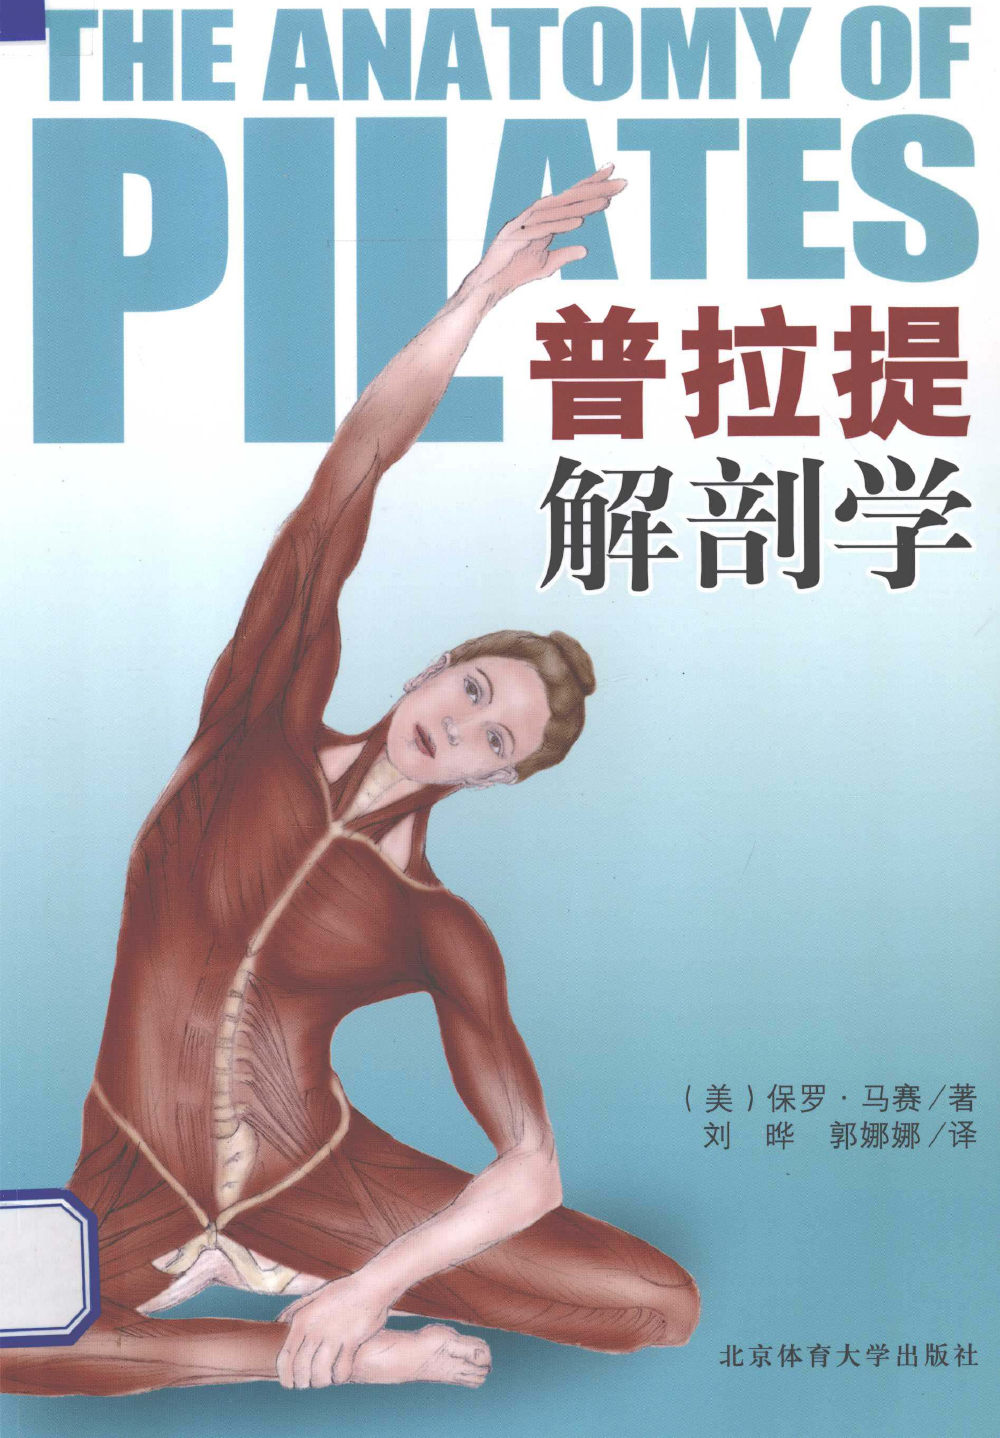 THE ANATOMY OF
PILATES
普拉提
解剖学
（美）保罗·马赛/著
刘　晔　郭娜娜/译
北京体育大学出版社